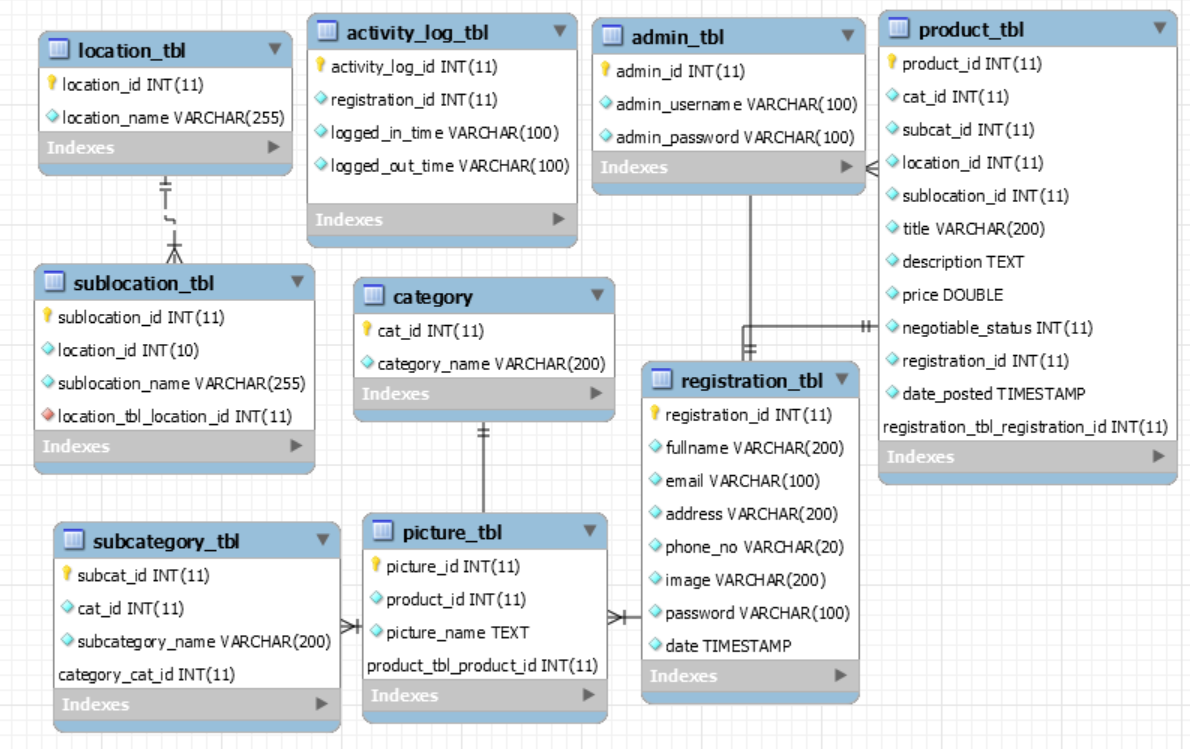 location_tbl
location_id INT(11)
location_name VARCHAR(255)
Indexes
activity_log_tbl
activity_log_id INT(11)
registration_id INT(11)
logged_in_time VARCHAR(100)
logged_out_time VARCHAR(100)
Indexes
admin_tbl
admin_id INT(11)
admin_username VARCHAR(100)
admin_password VARCHAR(100)
Indexes
product_tbl
product_id INT(11)
cat_id INT(11)
subcat_id INT(11)
location_id INT(11)
sublocation_id INT(11)
title VARCHAR(200)
description TEXT
price DOUBLE
negotiable_status INT(11)
registration_id INT(11)
date_posted TIMESTAMP
registration_tbl_registration_id INT(11)
Indexes
sublocation_tbl
sublocation_id INT(11)
location_id INT(10)
sublocation_name VARCHAR(255)
location_tbl_location_id INT(11)
Indexes
category
cat_id INT(11)
category_name VARCHAR(200)
Indexes
registration_tbl
registration_id INT(11)
fullname VARCHAR(200)
email VARCHAR(100)
address VARCHAR(200)
phone_no VARCHAR(20)
image VARCHAR(200)
password VARCHAR(100)
date TIMESTAMP
Indexes
subcategory_tbl
subcat_id INT(11)
cat_id INT(11)
subcategory_name VARCHAR(200)
category_cat_id INT(11)
Indexes
picture_tbl
picture_id INT(11)
product_id INT(11)
picture_name TEXT
product_tbl_product_id INT(11)
Indexes